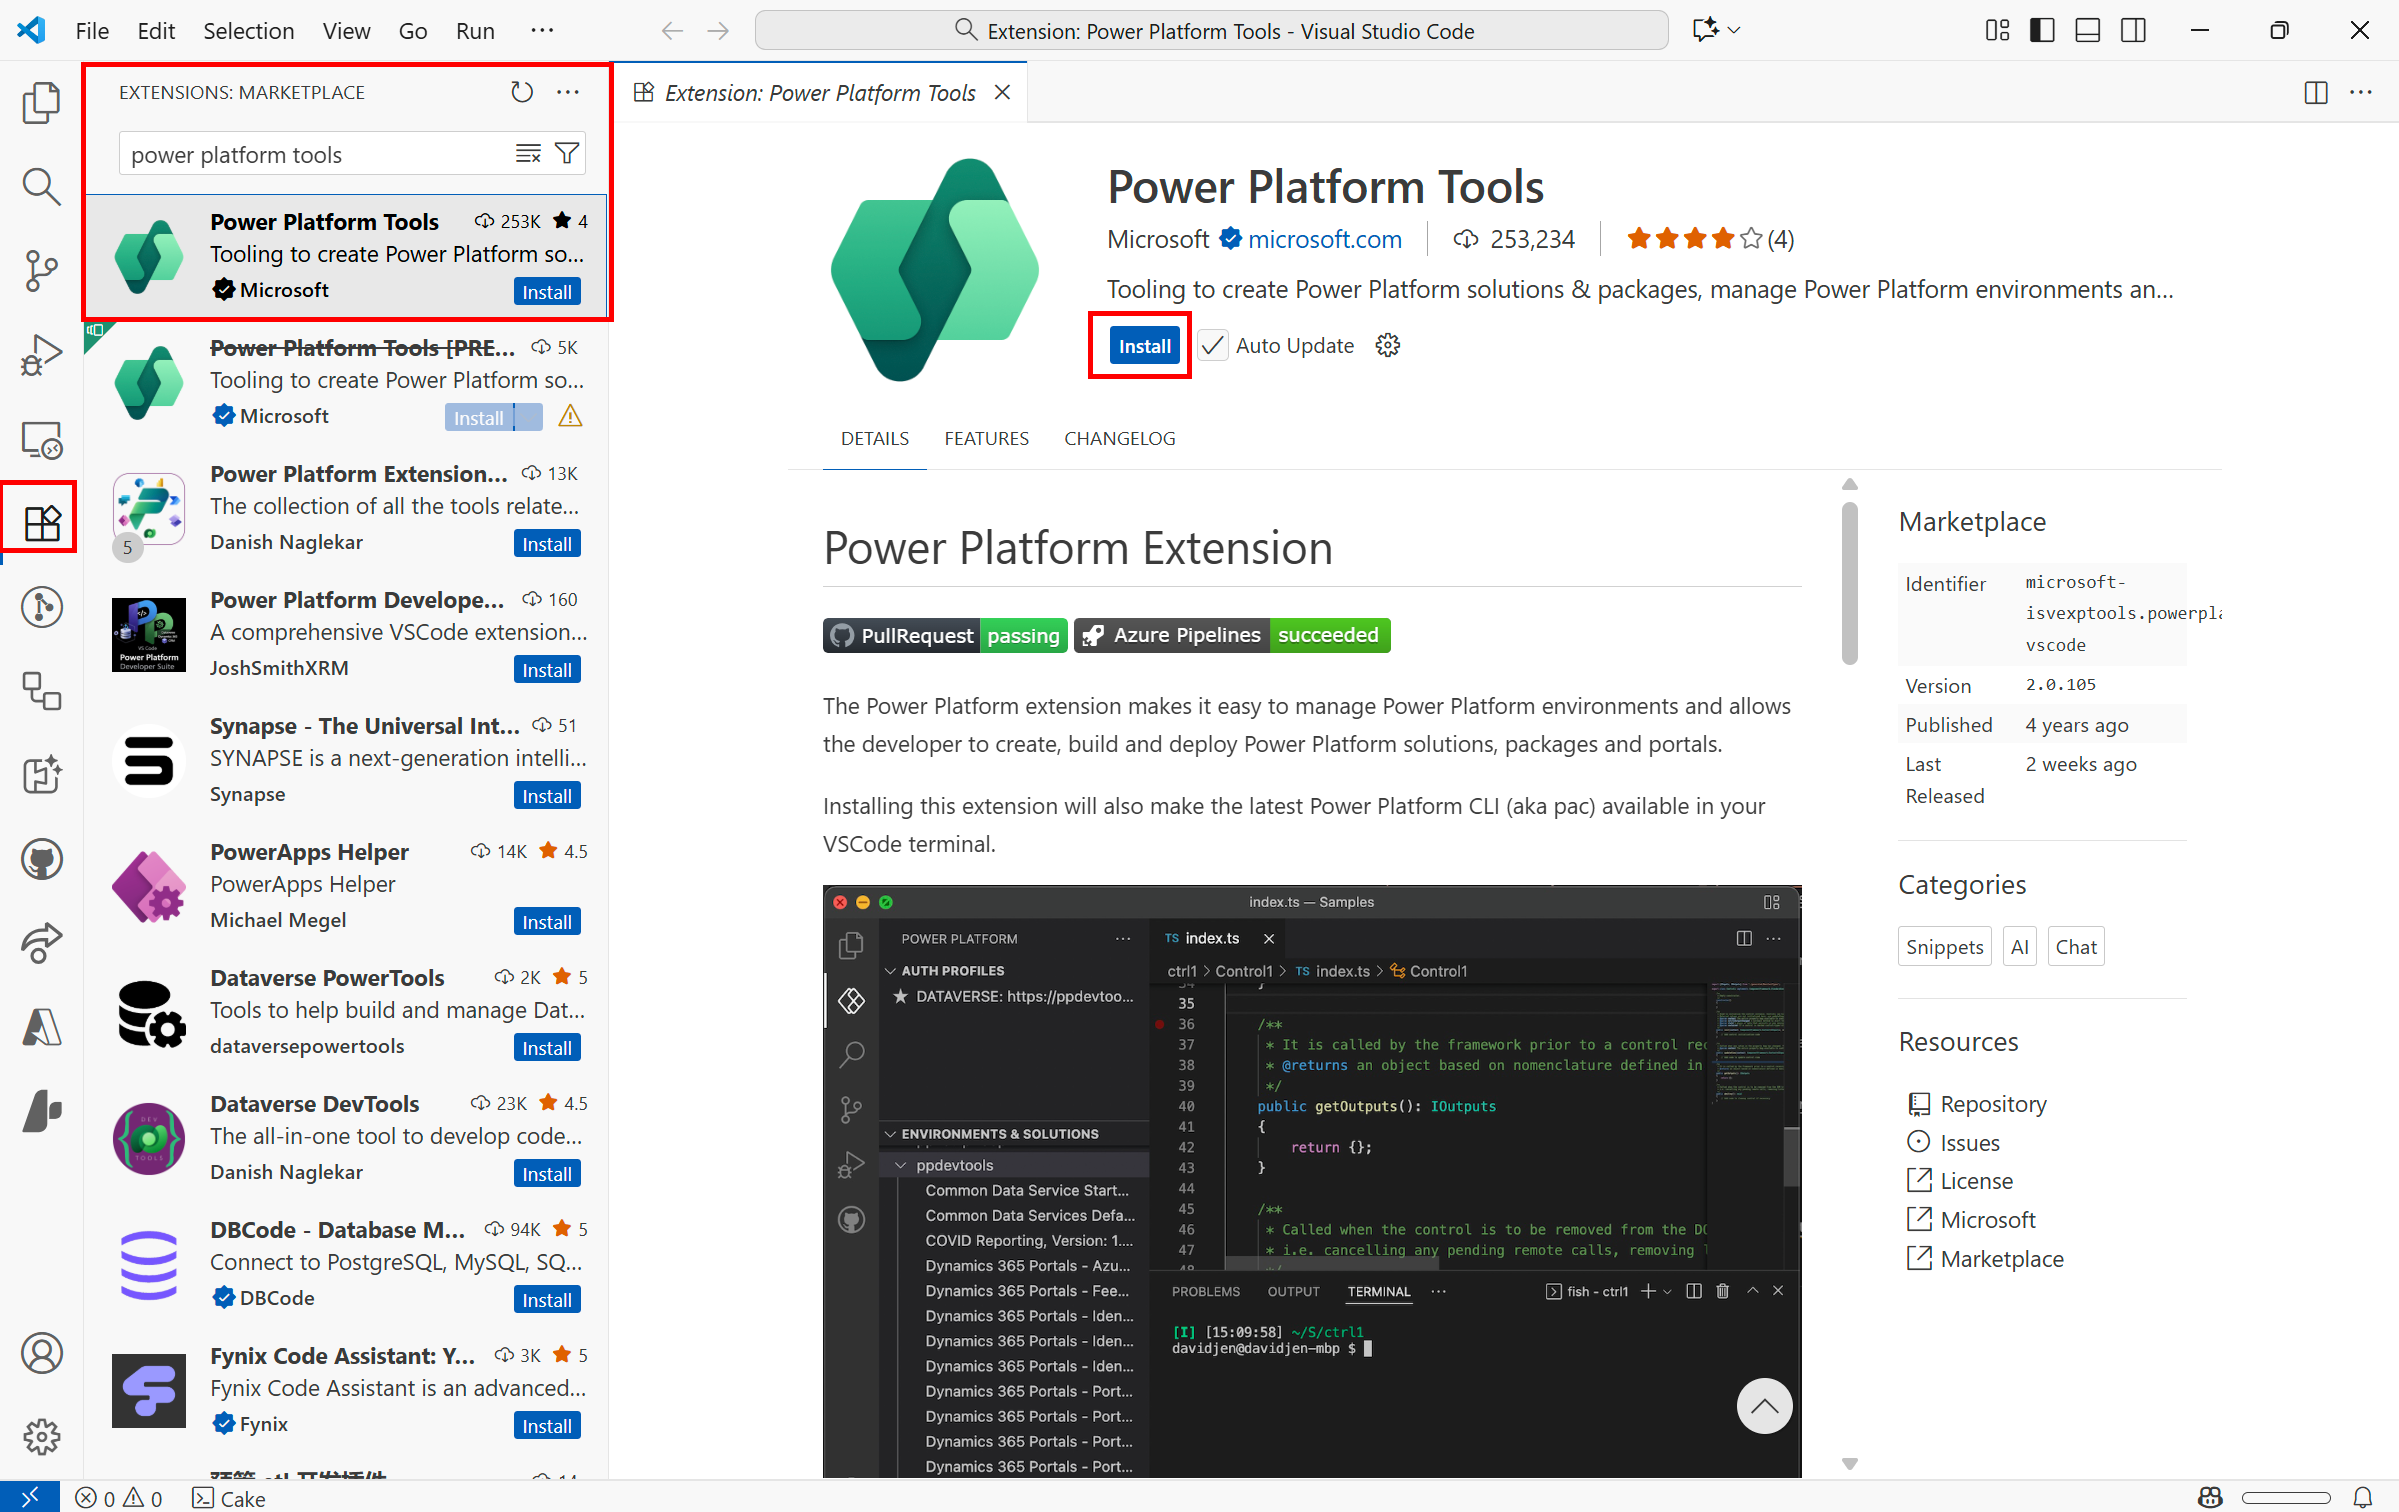 File Edit Selection View Go Run ···
Extension: Power Platform Tools - Visual Studio Code
EXTENSIONS: MARKETPLACE
power platform tools
Power Platform Tools 253K 4
Tooling to create Power Platform so...
Microsoft Install
Power Platform Tools [PRE... 5K
Tooling to create Power Platform so...
Microsoft Install
Power Platform Extension... 13K
The collection of all the tools relate...
5
Danish Naglekar Install
Power Platform Develope... 160
A comprehensive VSCode extension...
JoshSmithXRM Install
VS Code
Power Platform
Developer Suite
Synapse - The Universal Int... 51
SYNAPSE is a next-generation intelli...
Synapse Install
PowerApps Helper 14K 4.5
PowerApps Helper
Michael Megel Install
Dataverse PowerTools 2K 5
Tools to help build and manage Dat...
dataversepowertools Install
Dataverse DevTools 23K 4.5
The all-in-one tool to develop code...
Danish Naglekar Install
DEV
TOOLS
DBCode - Database M... 94K 5
Connect to PostgreSQL, MySQL, SQ...
DBCode Install
Fynix Code Assistant: Y... 3K 5
Fynix Code Assistant is an advanced...
Fynix Install
Extension: Power Platform Tools
Power Platform Tools
Microsoft microsoft.com 253,234 (4)
Tooling to create Power Platform solutions & packages, manage Power Platform environments an...
Install Auto Update
DETAILS FEATURES CHANGELOG
Power Platform Extension
PullRequest passing Azure Pipelines succeeded
The Power Platform extension makes it easy to manage Power Platform environments and allows
the developer to create, build and deploy Power Platform solutions, packages and portals.
Installing this extension will also make the latest Power Platform CLI (aka pac) available in your
VSCode terminal.
index.ts — Samples
POWER PLATFORM ···
AUTH PROFILES
DATAVERSE: https://ppdevtoo...
ENVIRONMENTS & SOLUTIONS
ppdevtools
Common Data Service Start...
Common Data Services Defa...
COVID Reporting, Version: 1....
Dynamics 365 Portals - Azu...
Dynamics 365 Portals - Fee...
Dynamics 365 Portals - Iden...
Dynamics 365 Portals - Iden...
Dynamics 365 Portals - Iden...
Dynamics 365 Portals - Port...
Dynamics 365 Portals - Port...
Dynamics 365 Portals - Port...
Dynamics 365 Portals - Port...
TS index.ts
ctrl1 > Control1 > TS index.ts > Control1
34 }
35
36 /**
37 * It is called by the framework prior to a control rec
38 * @returns an object based on nomenclature defined in
39 */
40 public getOutputs(): IOutputs
41 {
42 return {};
43 }
44
45 /**
46 * Called when the control is to be removed from the DO
47 * i.e. cancelling any pending remote calls, removing l
48 */
PROBLEMS OUTPUT TERMINAL ··· fish - ctrl1
[I] [15:09:58] ~/S/ctrl1
davidjen@davidjen-mbp $
Marketplace
Identifier microsoft-
isvexptools.powerpla
vscode
Version 2.0.105
Published 4 years ago
Last 2 weeks ago
Released
Categories
Snippets AI Chat
Resources
Repository
Issues
License
Microsoft
Marketplace
0 0 Cake